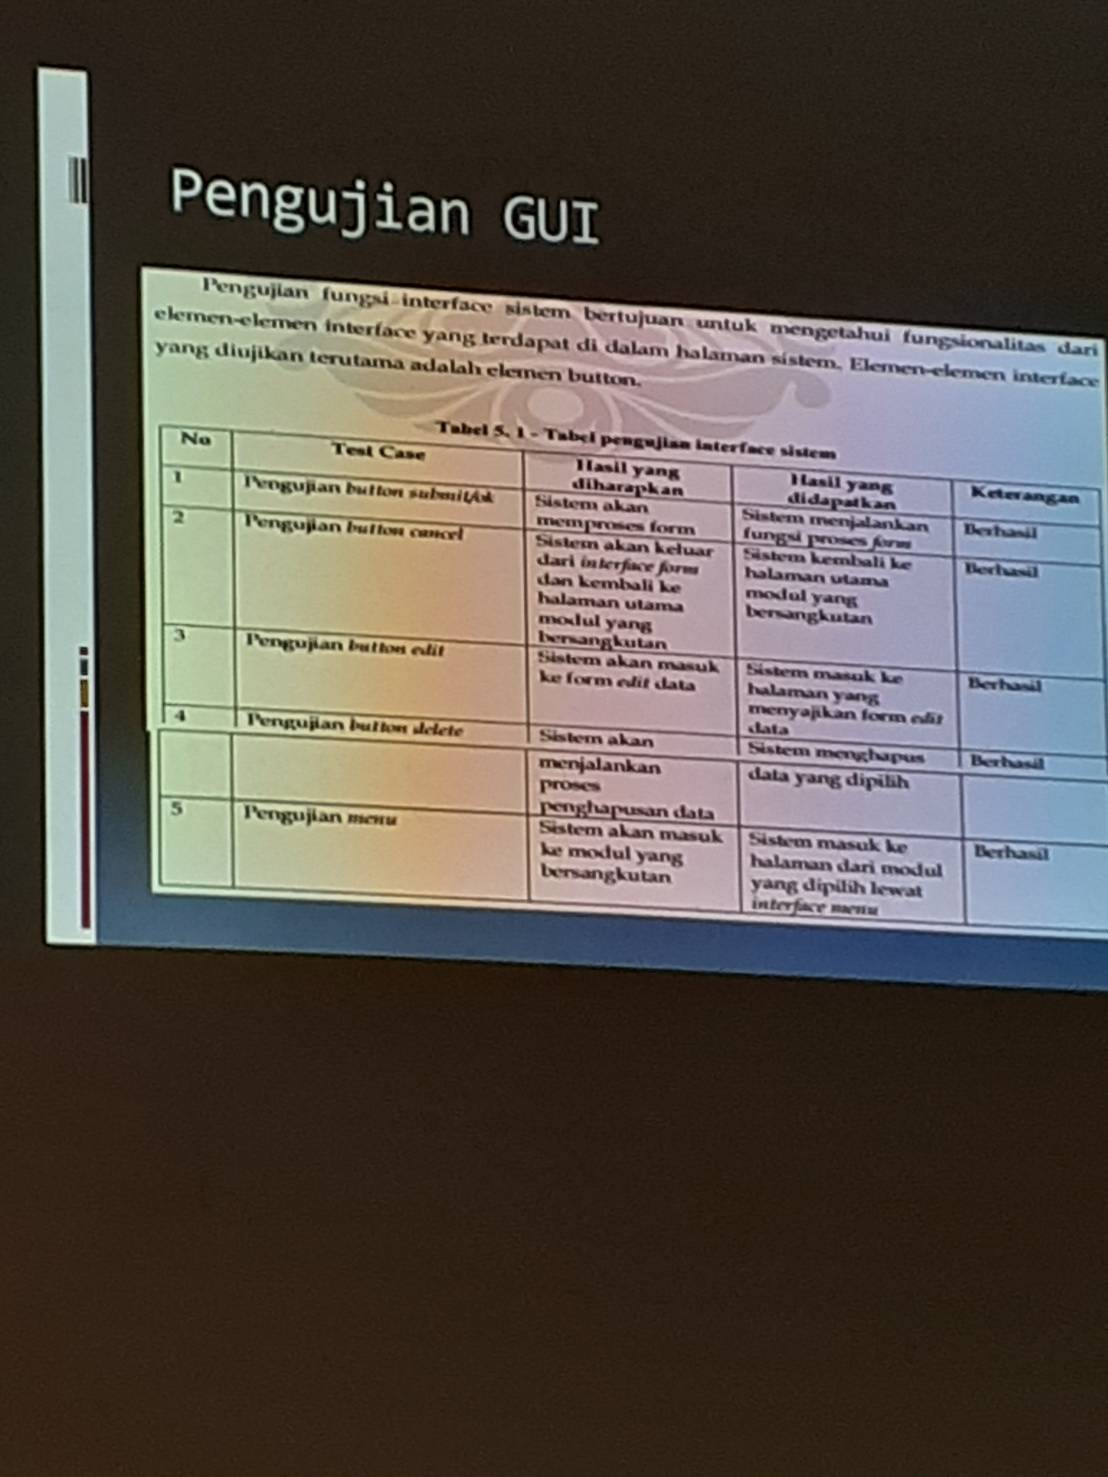 Pengujian GUI
Pengujian fungsi interface sistem bertujuan untuk mengetahui fungsionalitas dari
elemen-elemen interface yang terdapat di dalam halaman sistem. Elemen-elemen interface
yang diujikan terutama adalah elemen button.
Tabel 5. 1 - Tabel pengujian interface sistem
No
Test Case
Hasil yang
diharapkan
Hasil yang
didapatkan
Keterangan
1
Pengujian button submit/ok
Sistem akan
memproses form
Sistem menjalankan
fungsi proses form
Berhasil
2
Pengujian button cancel
Sistem akan keluar
dari interface form
dan kembali ke
halaman utama
modul yang
bersangkutan
Sistem kembali ke
halaman utama
modul yang
bersangkutan
Berhasil
3
Pengujian button edit
Sistem akan masuk
ke form edit data
Sistem masuk ke
halaman yang
menyajikan form edit
data
Berhasil
4
Pengujian button delete
Sistem akan
menjalankan
proses
penghapusan data
Sistem menghapus
data yang dipilih
Berhasil
5
Pengujian menu
Sistem akan masuk
ke modul yang
bersangkutan
Sistem masuk ke
halaman dari modul
yang dipilih lewat
interface menu
Berhasil